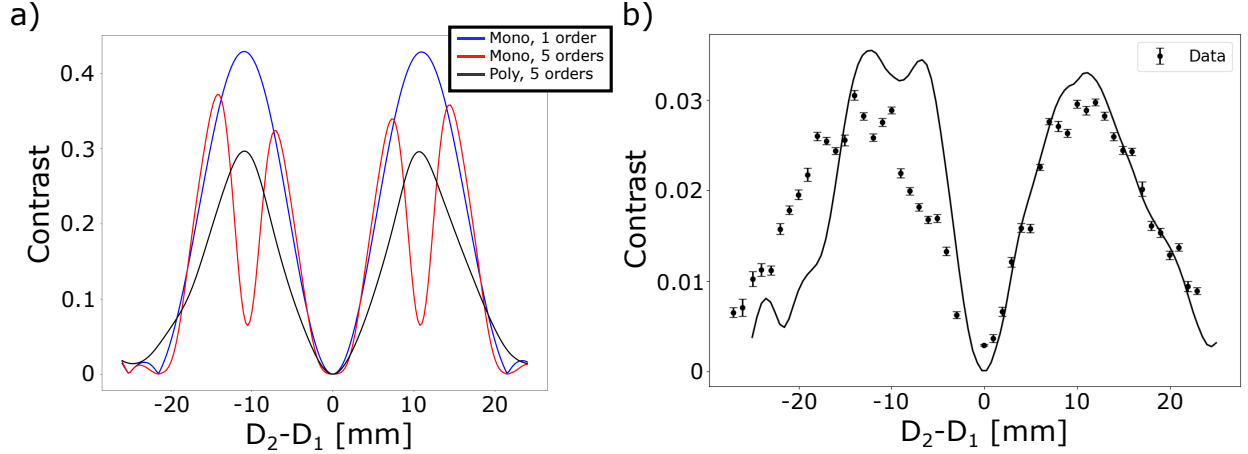 a)
Mono, 1 order
Mono, 5 orders
Poly, 5 orders
0.4
0.3
0.2
0.1
0
Contrast
-20 -10 0 10 20
D₂-D₁ [mm]
b)
Data
0.03
0.02
0.01
0
Contrast
-20 -10 0 10 20
D₂-D₁ [mm]